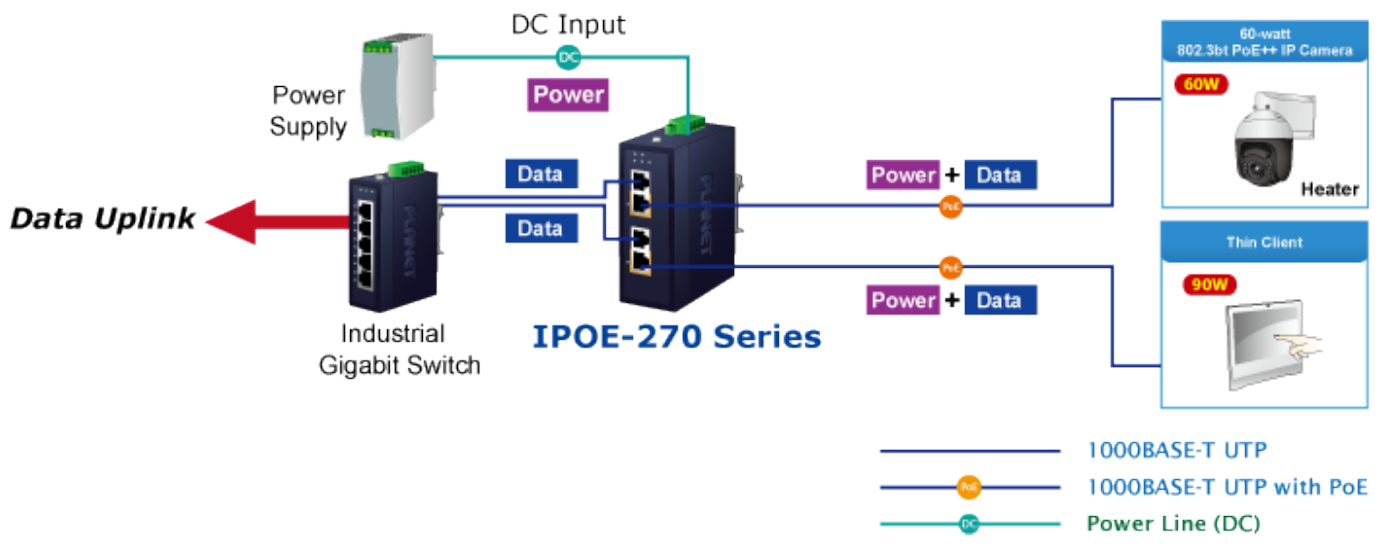 DC Input
DC
Power
Power
Supply
60-watt
802.3bt PoE++ IP Camera
60W
Heater
Data
Data
Power + Data
PoE
Data Uplink
PLANET
PLANET
Industrial
Gigabit Switch
IPOE-270 Series
PoE
Power + Data
Thin Client
90W
1000BASE-T UTP
PoE
1000BASE-T UTP with PoE
DC
Power Line (DC)